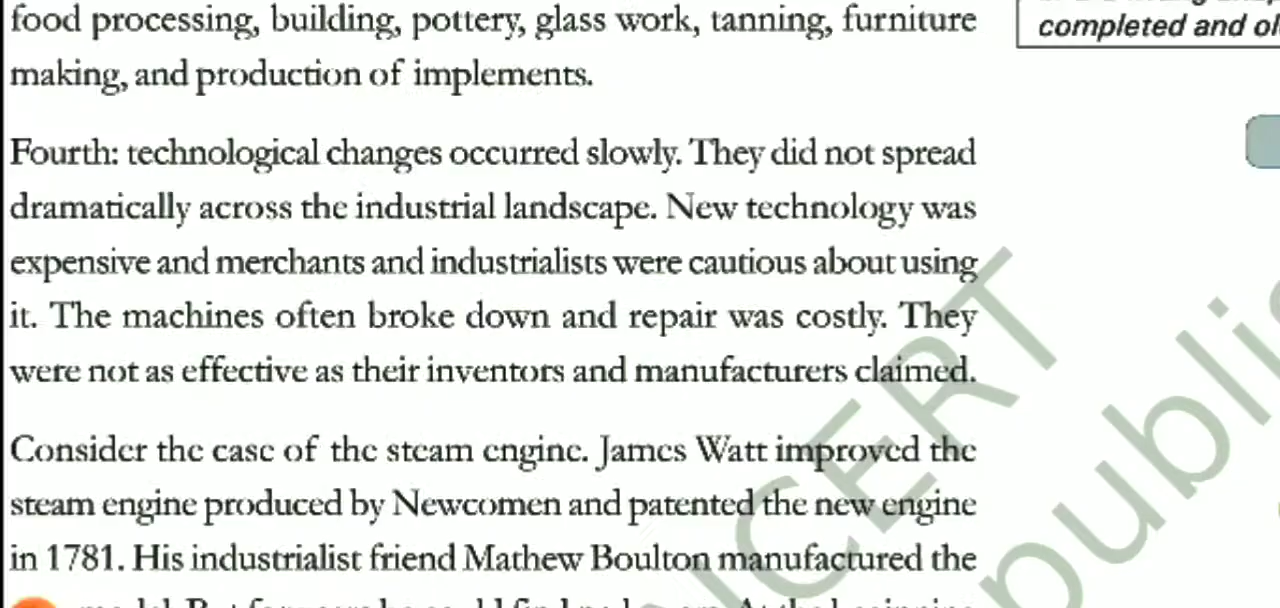 food processing, building, pottery, glass work, tanning, furniture
making, and production of implements.
completed and
Fourth: technological changes occurred slowly. They did not spread
dramatically across the industrial landscape. New technology was
expensive and merchants and industrialists were cautious about using
it. The machines often broke down and repair was costly. They
were not as effective as their inventors and manufacturers claimed.
Consider the case of the steam engine. James Watt improved the
steam engine produced by Newcomen and patented the new engine
in 1781. His industrialist friend Mathew Boulton manufactured the
NCERT